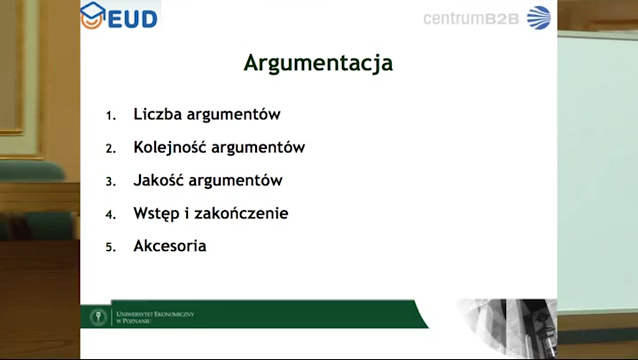 EUD
centrumB2B
Argumentacja
1. Liczba argumentów
2. Kolejność argumentów
3. Jakość argumentów
4. Wstęp i zakończenie
5. Akcesoria
Uniwersytet Ekonomiczny
w Poznaniu